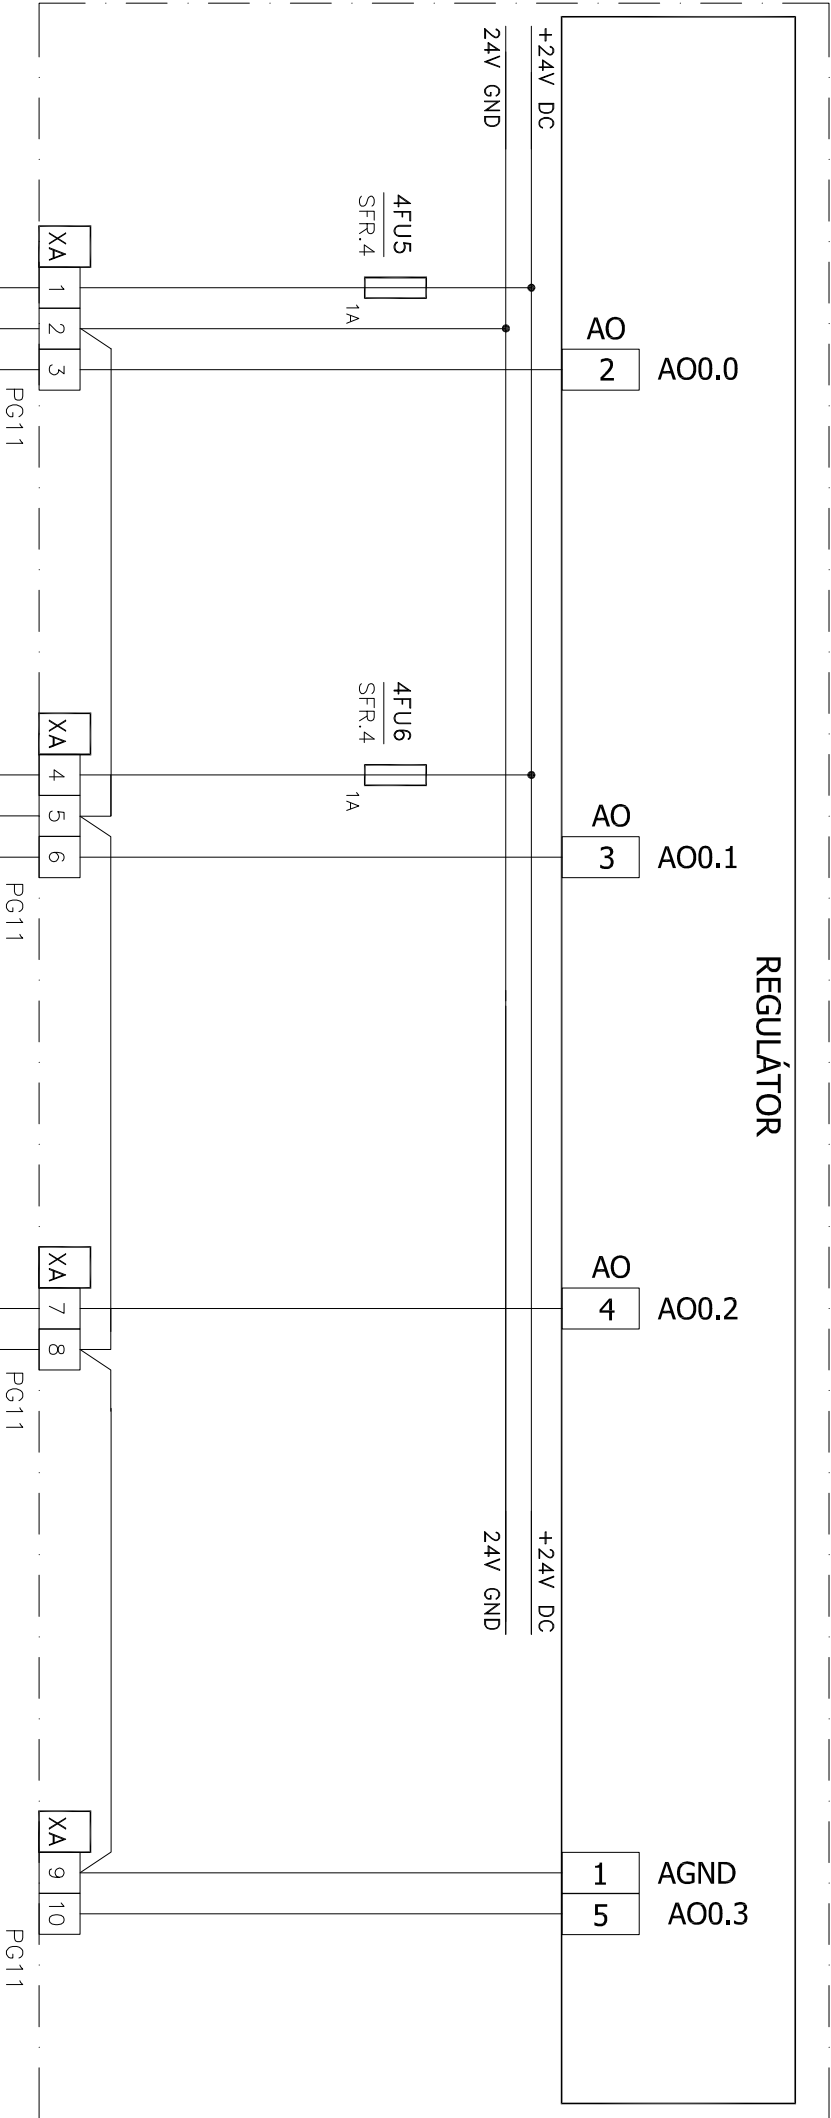 +24V DC
24V GND
4FU5
SFR.4
1A
XA
1
2
3
PG11
AO
2
AO0.0
4FU6
SFR.4
1A
XA
4
5
6
PG11
AO
3
AO0.1
REGULÁTOR
XA
7
8
PG11
AO
4
AO0.2
+24V DC
24V GND
XA
9
10
PG11
1
AGND
5
AO0.3